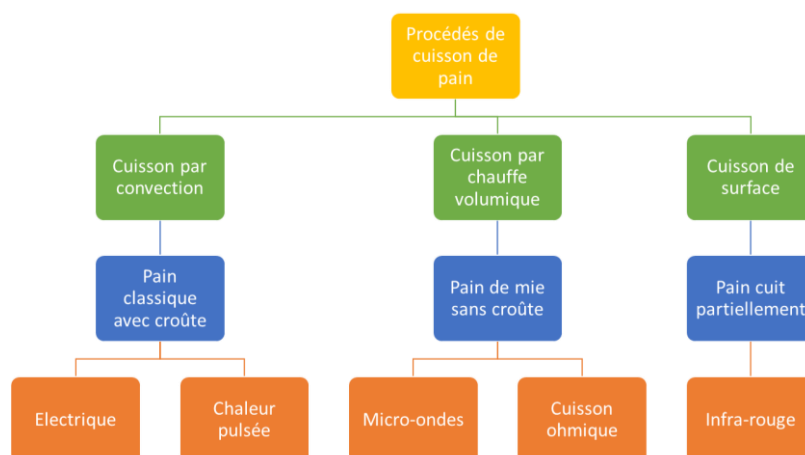 Procédés de
cuisson de
pain
Cuisson par
convection
Cuisson par
chauffe
volumique
Cuisson de
surface
Pain
classique
avec croûte
Pain de mie
sans croûte
Pain cuit
partiellement
Electrique
Chaleur
pulsée
Micro-ondes
Cuisson
ohmique
Infra-rouge